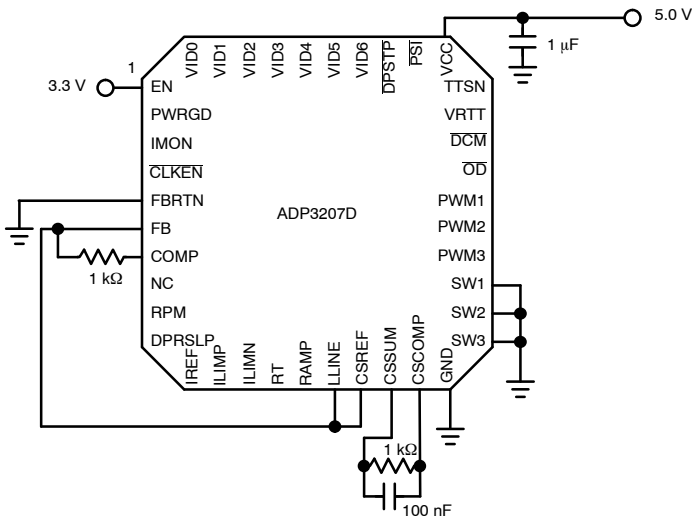 5.0 V
1 μF
3.3 V
1
VID0
VID1
VID2
VID3
VID4
VID5
VID6
DPSTP
PSI
VCC
EN
PWRGD
IMON
CLKEN
FBRTN
FB
COMP
NC
RPM
DPRSLP
1 kΩ
ADP3207D
TTSN
VRTT
DCM
OD
PWM1
PWM2
PWM3
SW1
SW2
SW3
IREF
ILIMP
ILIMN
RT
RAMP
LLINE
CSREF
CSSUM
CSCOMP
GND
1 kΩ
100 nF